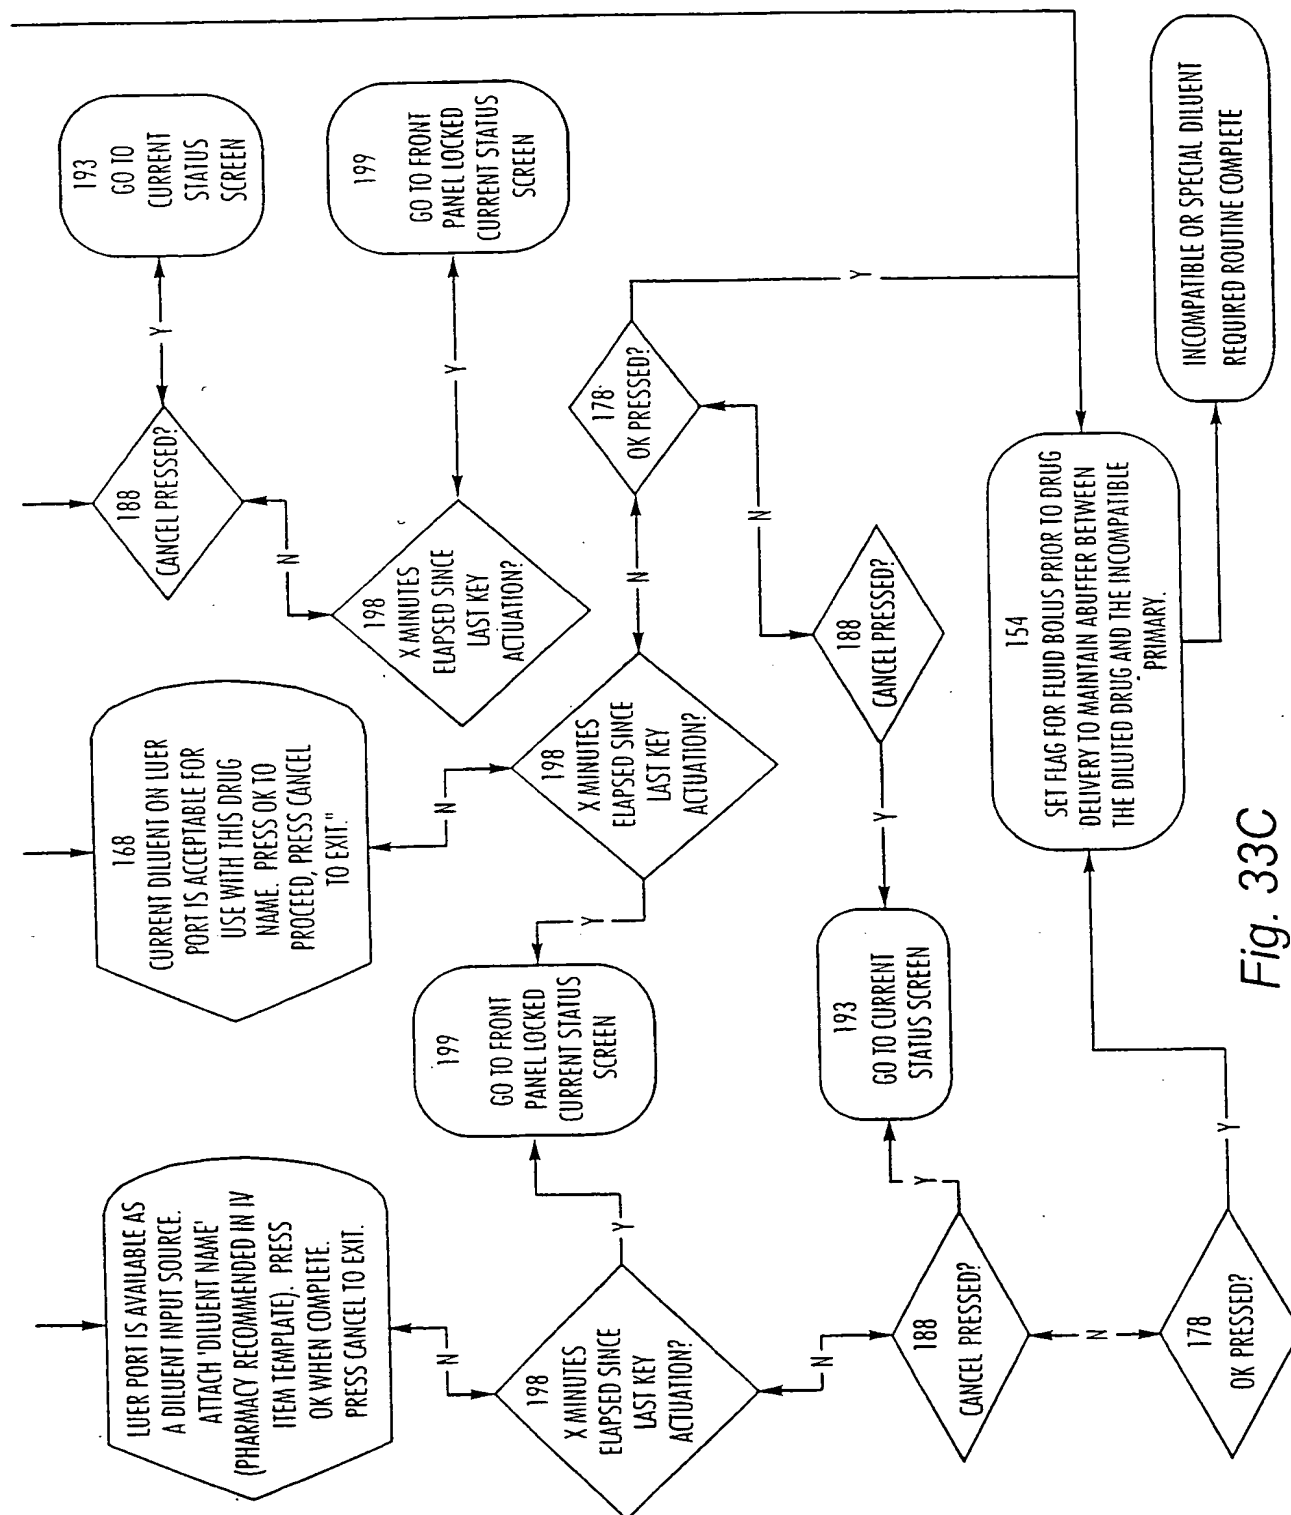 LUER PORT IS AVAILABLE AS
A DILUENT INPUT SOURCE.
ATTACH 'DILUENT NAME'
(PHARMACY RECOMMENDED IN IV
ITEM TEMPLATE). PRESS
OK WHEN COMPLETE.
PRESS CANCEL TO EXIT.
168
CURRENT DILUENT ON LUER
PORT IS ACCEPTABLE FOR
USE WITH THIS DRUG
NAME. PRESS OK TO
PROCEED, PRESS CANCEL
TO EXIT."
188
CANCEL PRESSED?
Y
193
GO TO
CURRENT
STATUS
SCREEN
N
198
X MINUTES
ELAPSED SINCE
LAST KEY
ACTUATION?
Y
199
GO TO FRONT
PANEL LOCKED
CURRENT STATUS
SCREEN
N
198
X MINUTES
ELAPSED SINCE
LAST KEY
ACTUATION?
Y
199
GO TO FRONT
PANEL LOCKED
CURRENT STATUS
SCREEN
Y
N
198
X MINUTES
ELAPSED SINCE
LAST KEY
ACTUATION?
N
178
OK PRESSED?
Y
N
188
CANCEL PRESSED?
Y
193
GO TO CURRENT
STATUS SCREEN
Y
N
188
CANCEL PRESSED?
N
178
OK PRESSED?
Y
154
SET FLAG FOR FLUID BOLUS PRIOR TO DRUG
DELIVERY TO MAINTAIN ABUFFER BETWEEN
THE DILUTED DRUG AND THE INCOMPATIBLE
PRIMARY.
INCOMPATIBLE OR SPECIAL DILUENT
REQUIRED ROUTINE COMPLETE
Fig. 33C